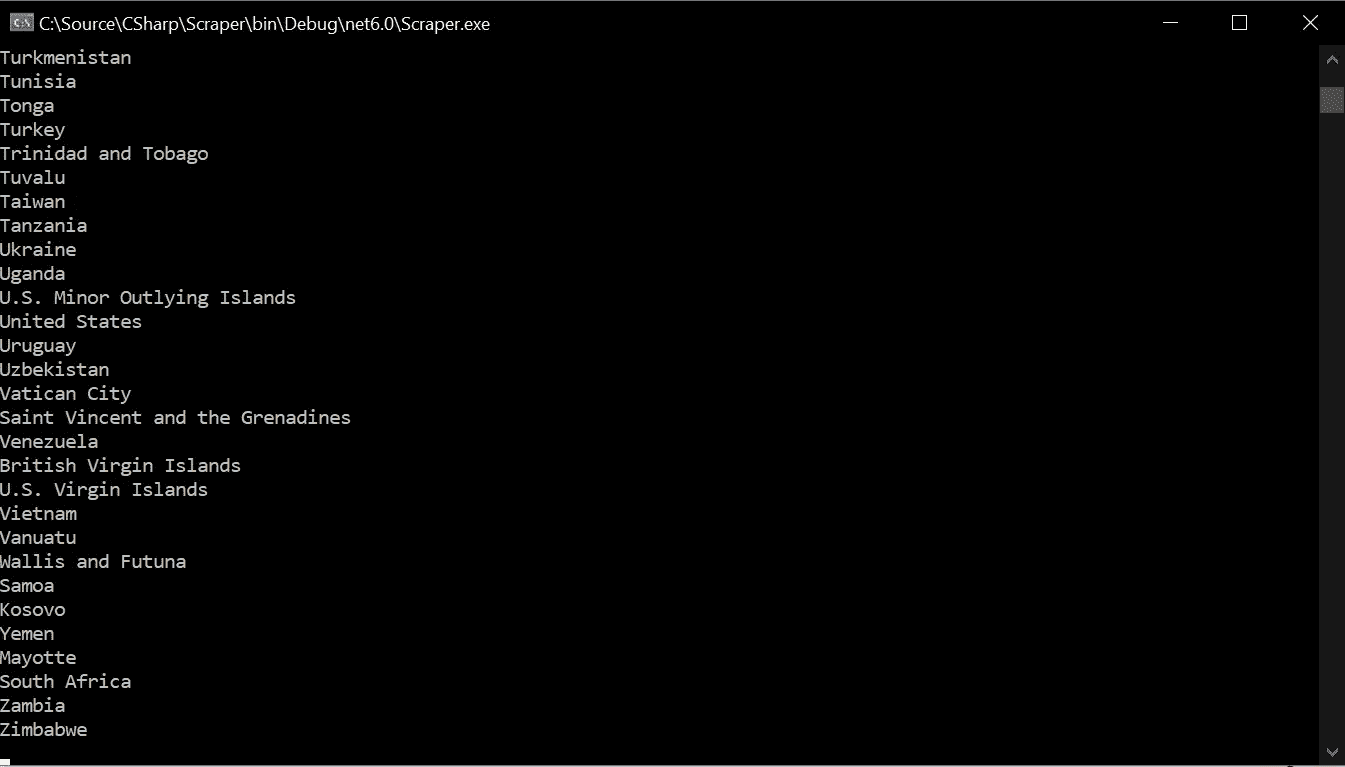 C:\Source\CSharp\Scraper\bin\Debug\net6.0\Scraper.exe
Turkmenistan
Tunisia
Tonga
Turkey
Trinidad and Tobago
Tuvalu
Taiwan
Tanzania
Ukraine
Uganda
U.S. Minor Outlying Islands
United States
Uruguay
Uzbekistan
Vatican City
Saint Vincent and the Grenadines
Venezuela
British Virgin Islands
U.S. Virgin Islands
Vietnam
Vanuatu
Wallis and Futuna
Samoa
Kosovo
Yemen
Mayotte
South Africa
Zambia
Zimbabwe